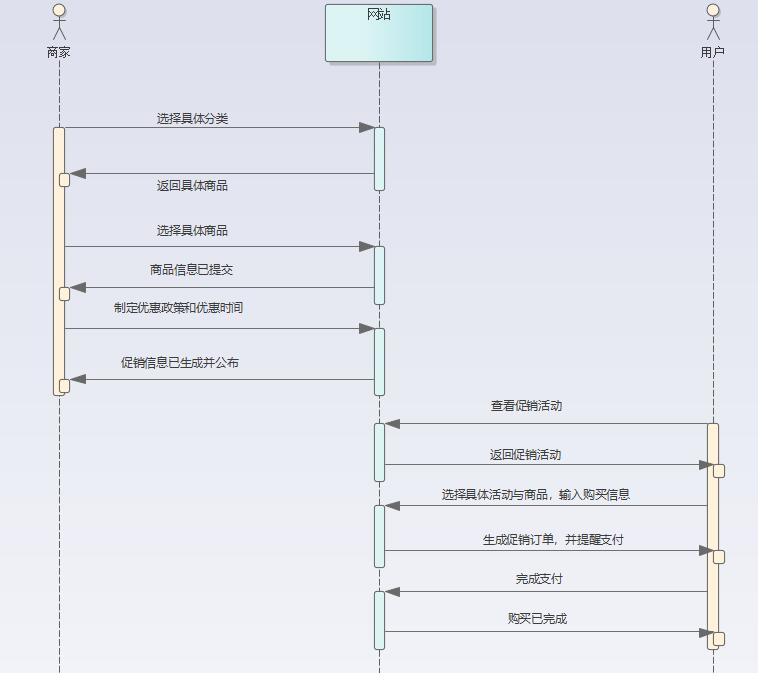 商家
网站
用户
选择具体分类
返回具体商品
选择具体商品
商品信息已提交
制定优惠政策和优惠时间
促销信息已生成并公布
查看促销活动
返回促销活动
选择具体活动与商品，输入购买信息
生成促销订单，并提醒支付
完成支付
购买已完成